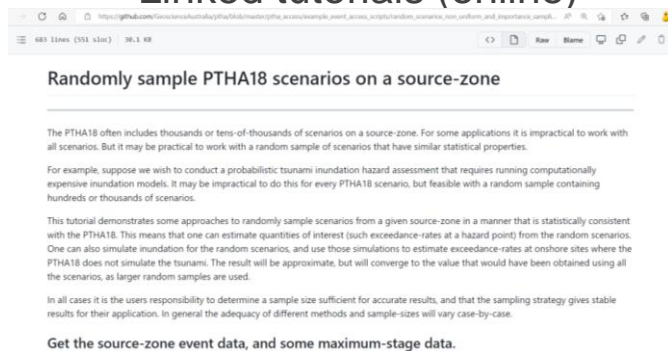 Linked tutorials (online)
https://github.com/GeoscienceAustralia/ptha/blob/master/ptha_access/example_event_access_scripts/random_scenarios_non_uniform_and_importance_sampli...
683 lines (551 sloc) 30.1 KB
Raw Blame
Randomly sample PTHA18 scenarios on a source-zone
The PTHA18 often includes thousands or tens-of-thousands of scenarios on a source-zone. For some applications it is impractical to work with
all scenarios. But it may be practical to work with a random sample of scenarios that have similar statistical properties.
For example, suppose we wish to conduct a probabilistic tsunami inundation hazard assessment that requires running computationally
expensive inundation models. It may be impractical to do this for every PTHA18 scenario, but feasible with a random sample containing
hundreds or thousands of scenarios.
This tutorial demonstrates some approaches to randomly sample scenarios from a given source-zone in a manner that is statistically consistent
with the PTHA18. This means that one can estimate quantities of interest (such exceedance-rates at a hazard point) from the random scenarios.
One can also simulate inundation for the random scenarios, and use those simulations to estimate exceedance-rates at onshore sites where the
PTHA18 does not simulate the tsunami. The result will be approximate, but will converge to the value that would have been obtained using all
the scenarios, as larger random samples are used.
In all cases it is the users responsibility to determine a sample size sufficient for accurate results, and that the sampling strategy gives stable
results for their application. In general the adequacy of different methods and sample-sizes will vary case-by-case.
Get the source-zone event data, and some maximum-stage data.